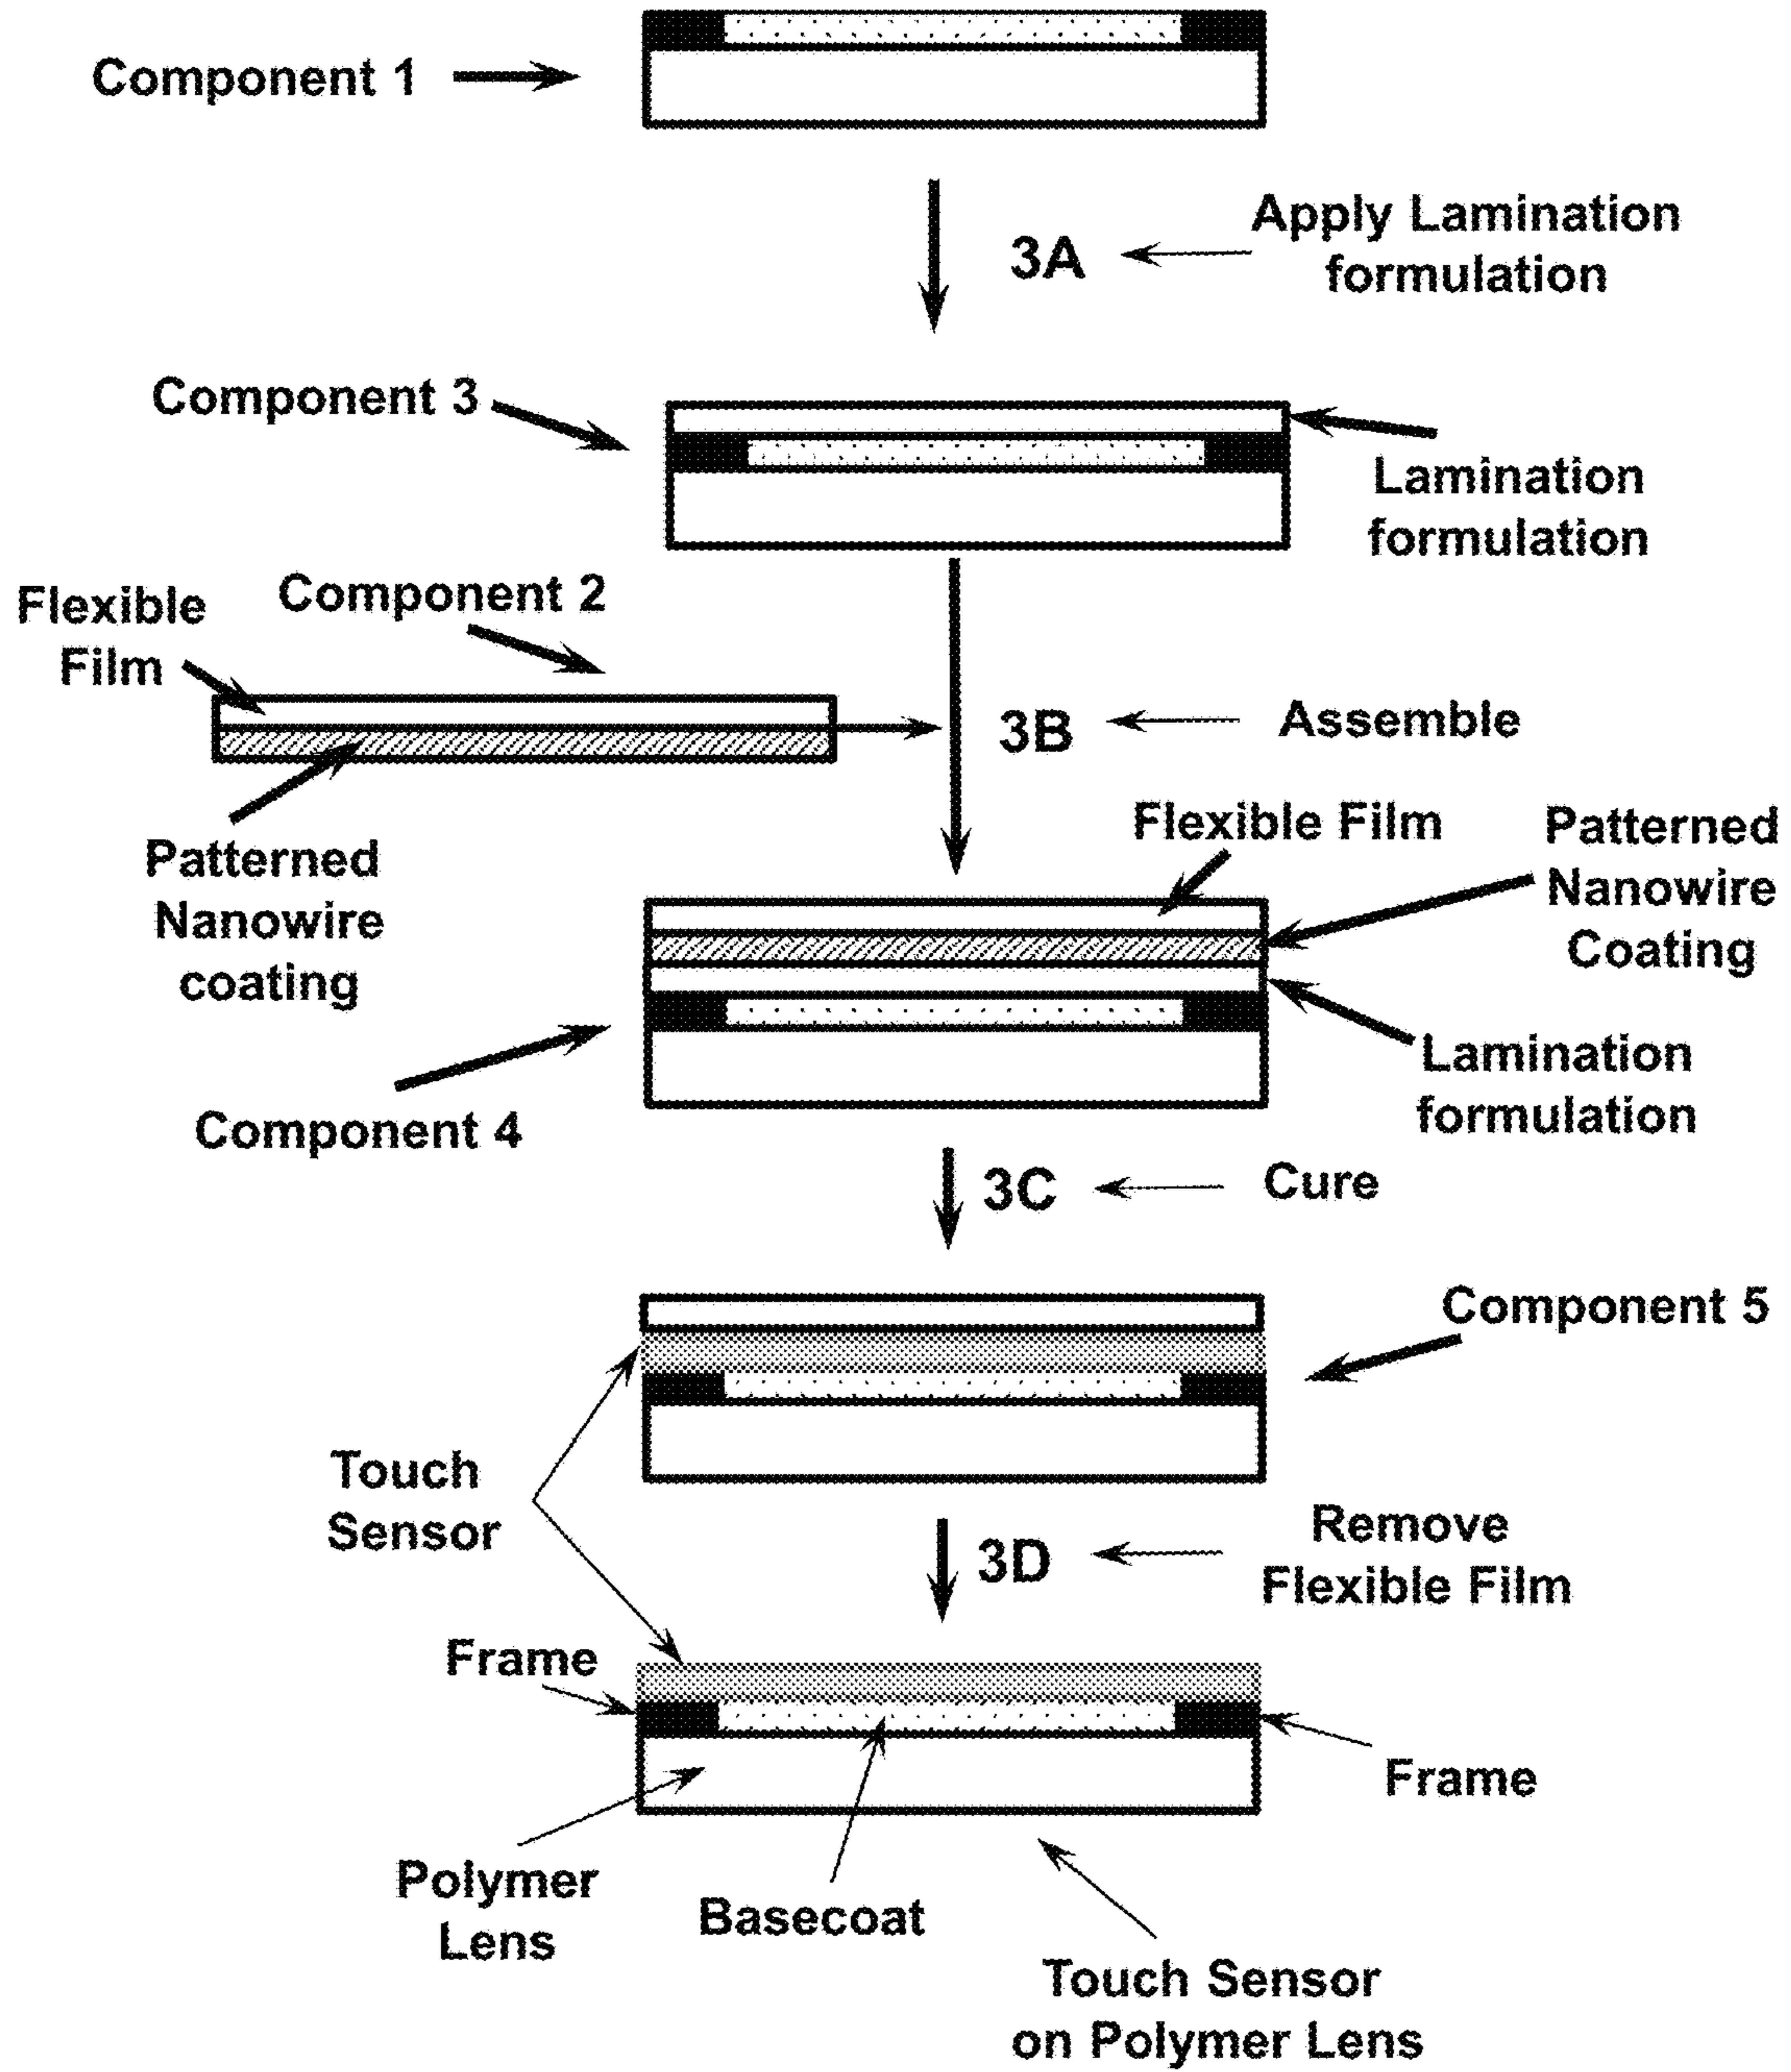 Component 1
3A
Apply Lamination
formulation
Component 3
Lamination
formulation
Flexible
Film
Component 2
3B
Assemble
Patterned
Nanowire
coating
Flexible Film
Patterned
Nanowire
Coating
Lamination
formulation
Component 4
3C
Cure
Component 5
Touch
Sensor
3D
Remove
Flexible Film
Frame
Frame
Polymer
Lens
Basecoat
Touch Sensor
on Polymer Lens